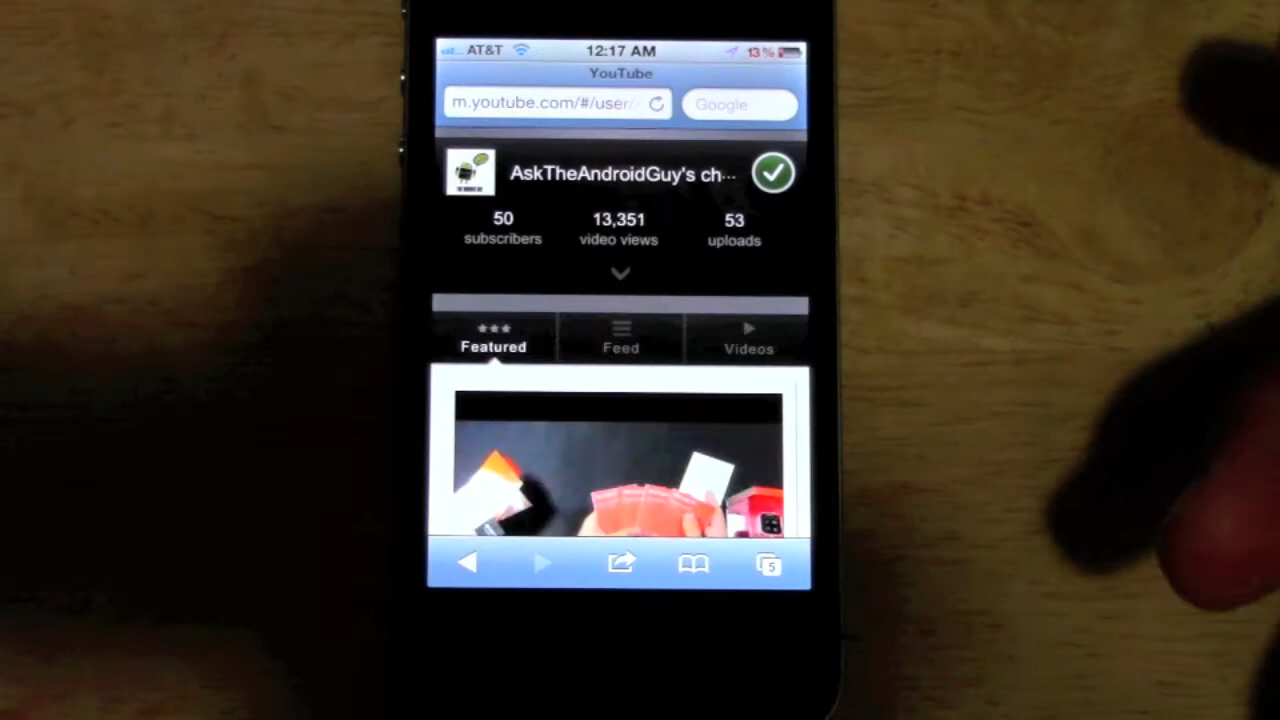 AT&T 12:17 AM 13%
YouTube
m.youtube.com/#/user/ Google
AskTheAndroidGuy's ch...
50 13,351 53
subscribers video views uploads
Featured Feed Videos
5